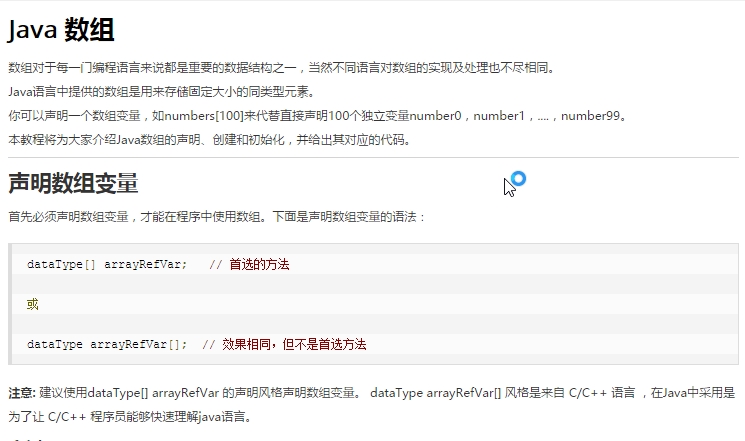 Java 数组
数组对于每一门编程语言来说都是重要的数据结构之一，当然不同语言对数组的实现及处理也不尽相同。
Java语言中提供的数组是用来存储固定大小的同类型元素。
你可以声明一个数组变量，如numbers[100]来代替直接声明100个独立变量number0，number1，....，number99。
本教程将为大家介绍Java数组的声明、创建和初始化，并给出其对应的代码。
声明数组变量
首先必须声明数组变量，才能在程序中使用数组。下面是声明数组变量的语法：
dataType[] arrayRefVar;   // 首选的方法
或
dataType arrayRefVar[];  // 效果相同，但不是首选方法
注意: 建议使用dataType[] arrayRefVar 的声明风格声明数组变量。 dataType arrayRefVar[] 风格是来自 C/C++ 语言 ，在Java中采用是
为了让 C/C++ 程序员能够快速理解java语言。